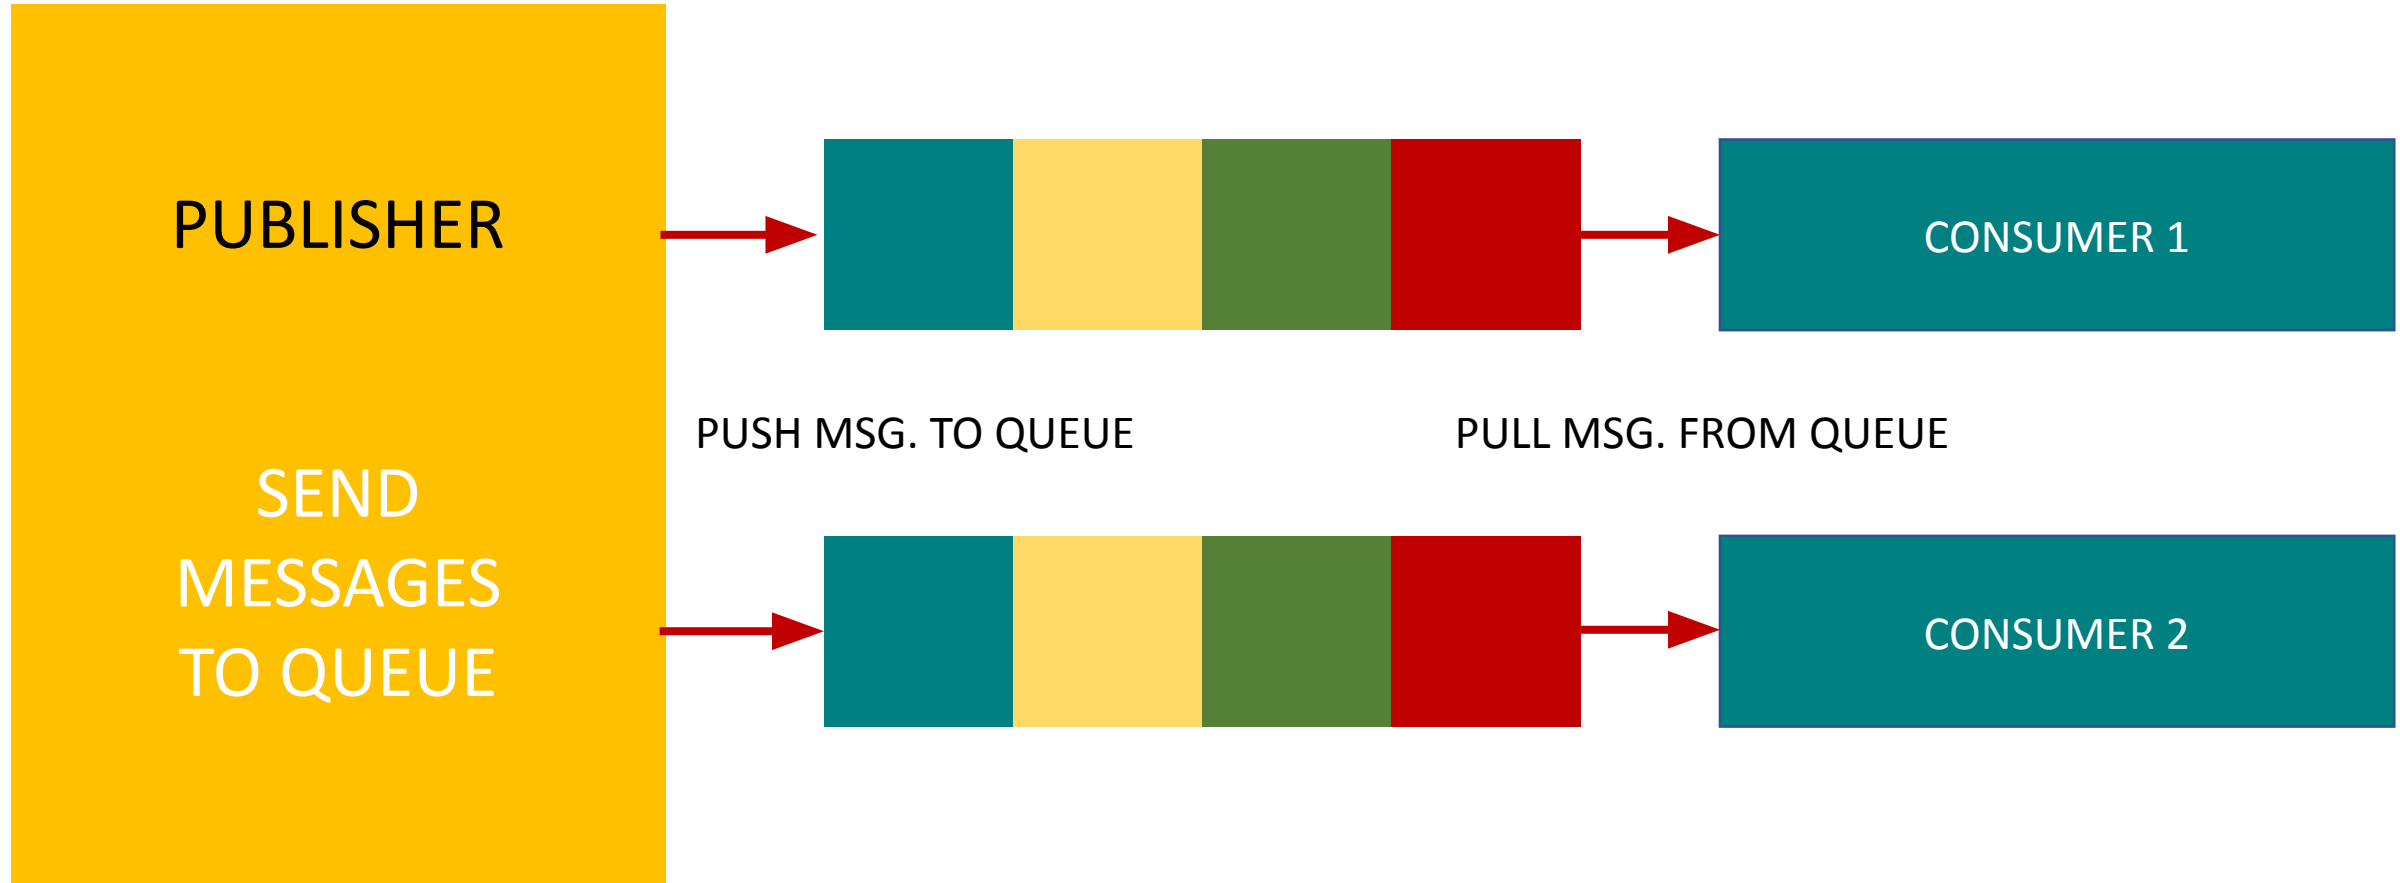 PUBLISHER
SEND
MESSAGES
TO QUEUE
PUSH MSG. TO QUEUE
PULL MSG. FROM QUEUE
CONSUMER 1
CONSUMER 2